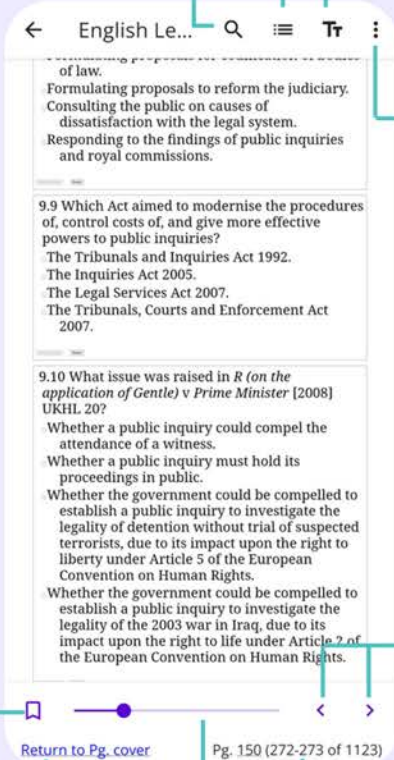 English Le...
of law.
Formulating proposals to reform the judiciary.
Consulting the public on causes of
dissatisfaction with the legal system.
Responding to the findings of public inquiries
and royal commissions.
9.9 Which Act aimed to modernise the procedures
of, control costs of, and give more effective
powers to public inquiries?
The Tribunals and Inquiries Act 1992.
The Inquiries Act 2005.
The Legal Services Act 2007.
The Tribunals, Courts and Enforcement Act
2007.
9.10 What issue was raised in R (on the
application of Gentle) v Prime Minister [2008]
UKHL 20?
Whether a public inquiry could compel the
attendance of a witness.
Whether a public inquiry must hold its
proceedings in public.
Whether the government could be compelled to
establish a public inquiry to investigate the
legality of detention without trial of suspected
terrorists, due to its impact upon the right to
liberty under Article 5 of the European
Convention on Human Rights.
Whether the government could be compelled to
establish a public inquiry to investigate the
legality of the 2003 war in Iraq, due to its
impact upon the right to life under Article 2 of
the European Convention on Human Rights.
Return to Pg. cover
Pg. 150 (272-273 of 1123)